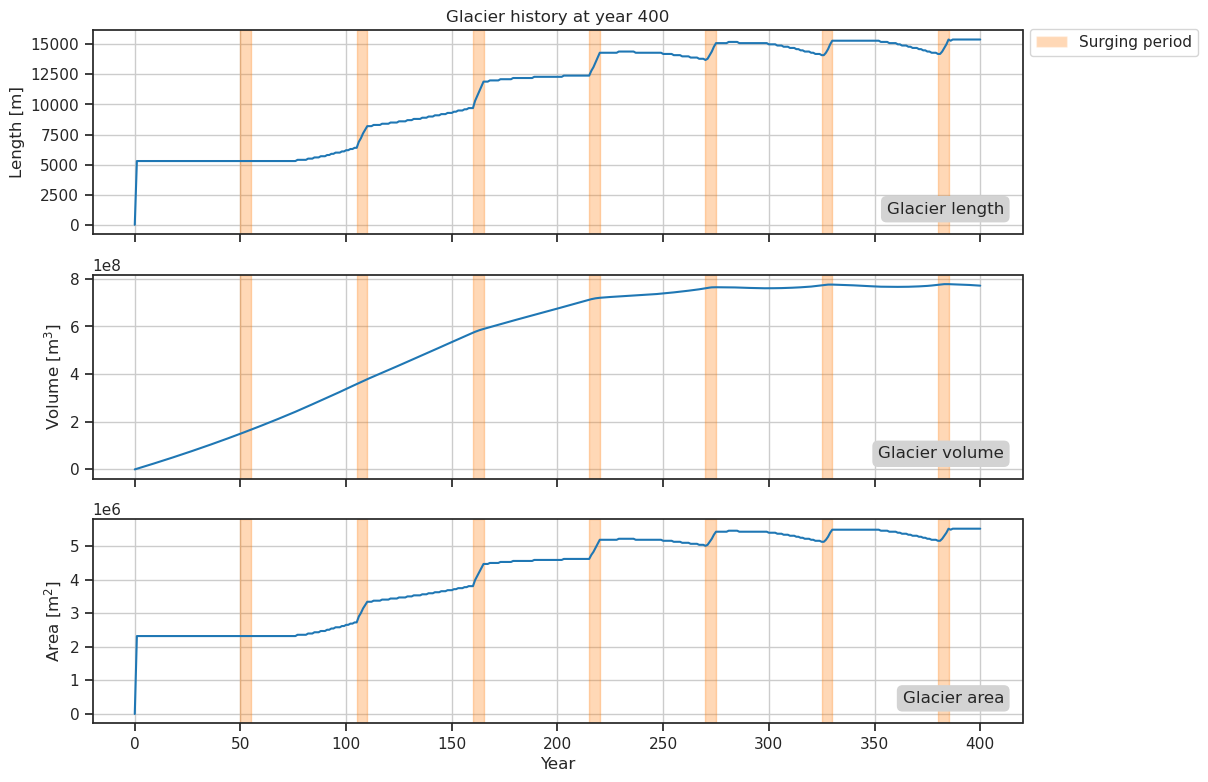 Glacier history at year 400
Surging period
15000
12500
10000
7500
5000
2500
0
Length [m]
Glacier length
1e8
8
6
4
2
0
Volume [m³]
Glacier volume
1e6
5
4
3
2
1
0
Area [m²]
Glacier area
0 50 100 150 200 250 300 350 400
Year